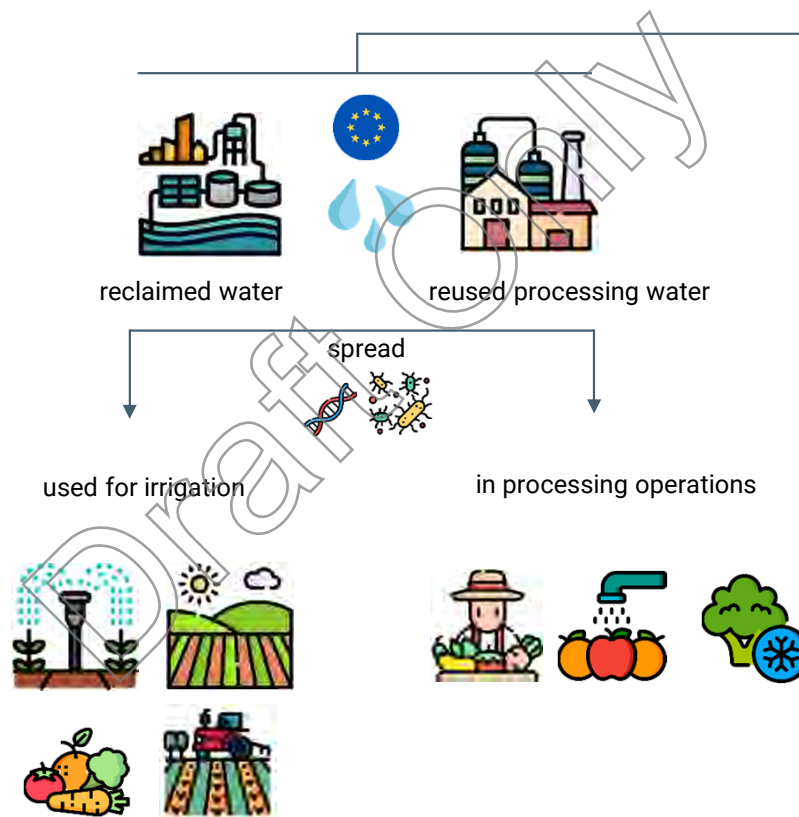 reclaimed water
reused processing water
spread
used for irrigation
in processing operations
Draft Only